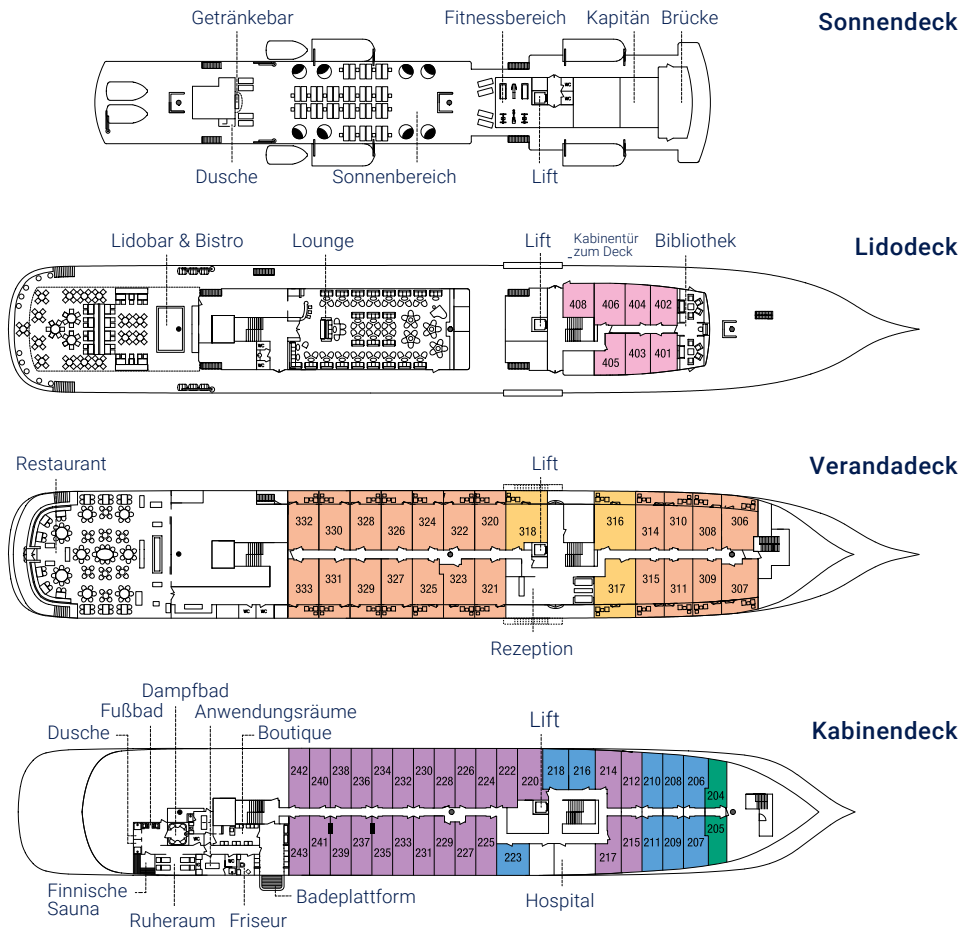 Getränkebar
Fitnessbereich
Kapitän
Brücke
Sonnendeck
Dusche
Sonnenbereich
Lift
Lidobar & Bistro
Lounge
Lift
Kabinentür
zum Deck
Bibliothek
Lidodeck
408 406 404 402
405 403 401
Restaurant
Lift
Verandadeck
332 330 328 326 324 322 320 318 316 314 310 308 306
333 331 329 327 325 323 321 317 315 311 309 307
Rezeption
Dampfbad
Fußbad
Anwendungsräume
Dusche
Boutique
Lift
Kabinendeck
242 240 238 236 234 232 230 228 226 224 222 220 218 216 214 212 210 208 206 204
243 241 239 237 235 233 231 229 227 225 223 217 215 211 209 207 205
Finnische
Sauna
Ruheraum
Friseur
Badeplattform
Hospital